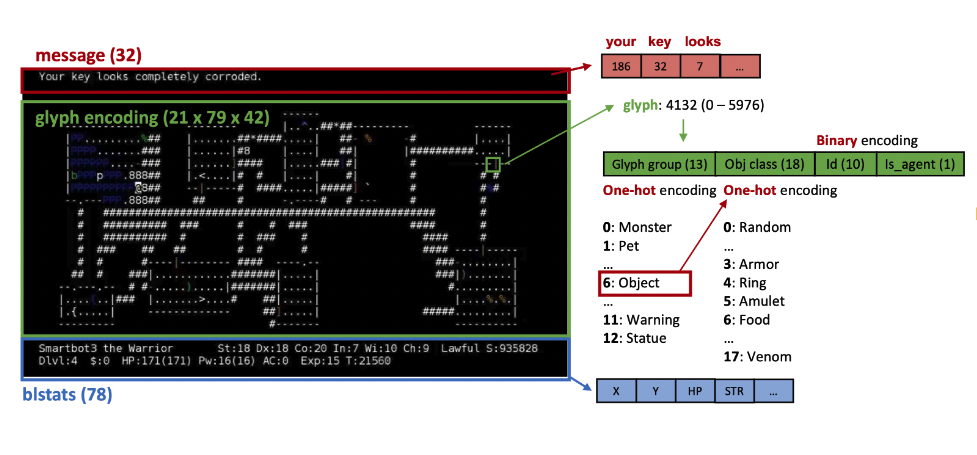 message (32)
Your key looks completely corroded.
glyph encoding (21 x 79 x 42)
Smartbot3 the Warrior St:18 Dx:18 Co:20 In:7 Wi:10 Ch:9 Lawful S:935828
Dlvl:4 $:0 HP:171(171) Pw:16(16) AC:0 Exp:15 T:21560
blstats (78)
your key looks
186 32 7 ...
glyph: 4132 (0 – 5976)
Binary encoding
Glyph group (13) Obj class (18) Id (10) Is_agent (1)
One-hot encoding One-hot encoding
0: Monster
1: Pet
...
6: Object
...
11: Warning
12: Statue
0: Random
...
3: Armor
4: Ring
5: Amulet
6: Food
...
17: Venom
X Y HP STR ...